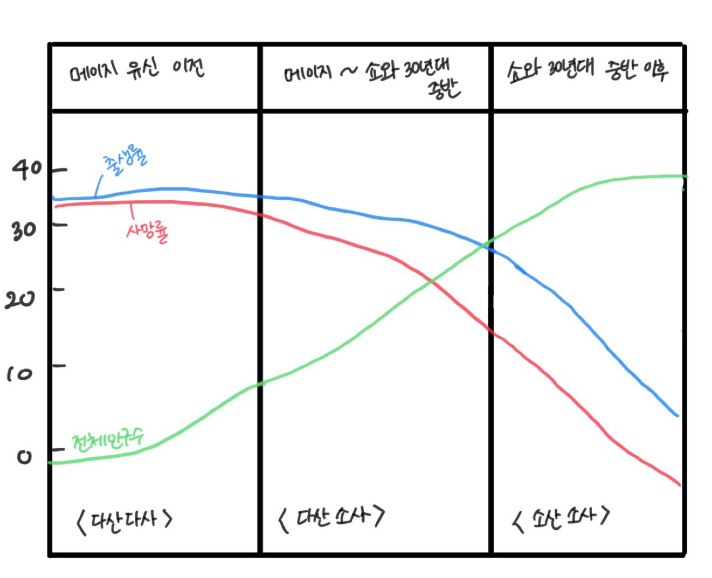 메이지 유신 이전
메이지 ~ 쇼와 30년대
중반
쇼와 30년대 중반 이후
40
출생률
30
사망률
20
10
전체인구수
0
<다산다사>
<다산 소사>
<소산 소사>